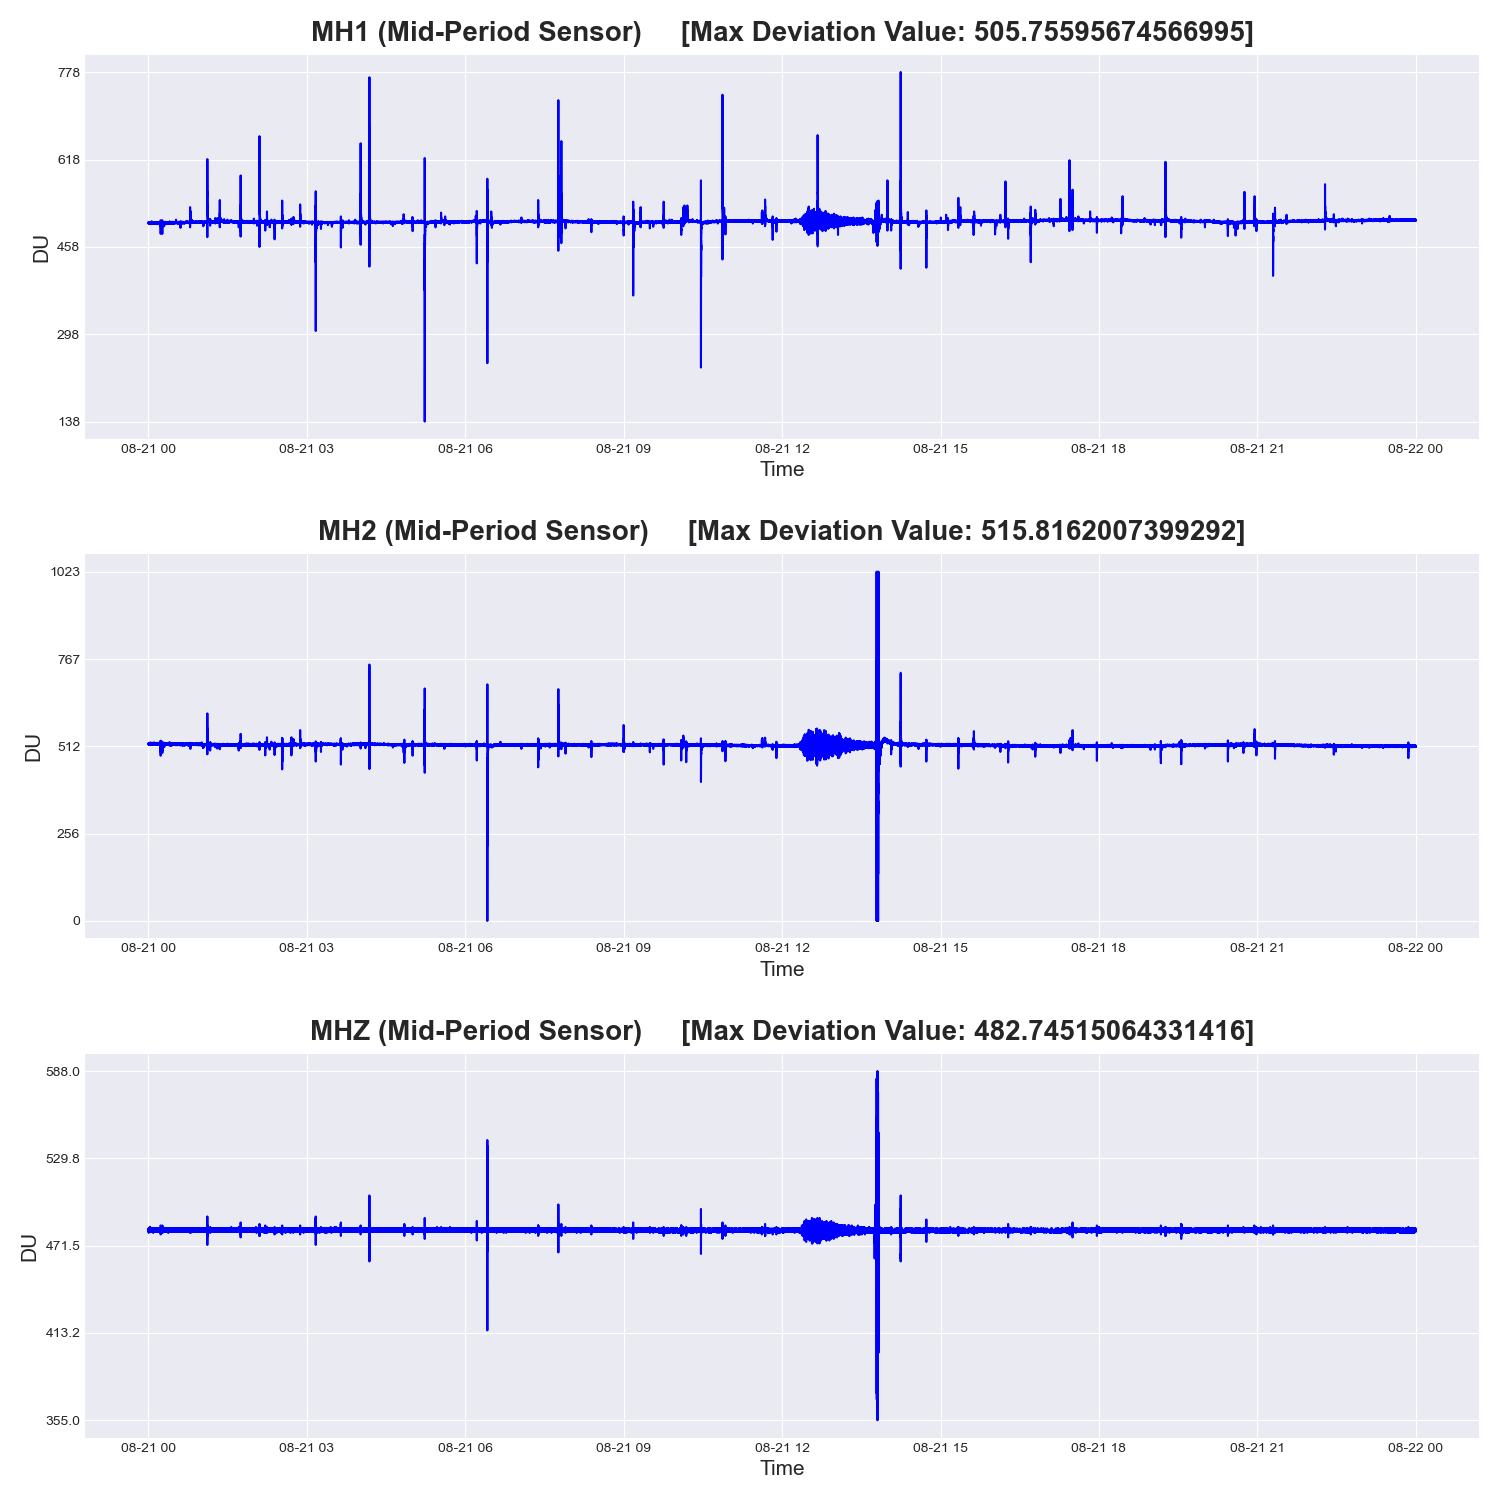 MH1 (Mid-Period Sensor) [Max Deviation Value: 505.75595674566995]
778
618
458
298
138
DU
08-21 00 08-21 03 08-21 06 08-21 09 08-21 12 08-21 15 08-21 18 08-21 21 08-22 00
Time
MH2 (Mid-Period Sensor) [Max Deviation Value: 515.8162007399292]
1023
767
512
256
0
DU
08-21 00 08-21 03 08-21 06 08-21 09 08-21 12 08-21 15 08-21 18 08-21 21 08-22 00
Time
MHZ (Mid-Period Sensor) [Max Deviation Value: 482.74515064331416]
588.0
529.8
471.5
413.2
355.0
DU
08-21 00 08-21 03 08-21 06 08-21 09 08-21 12 08-21 15 08-21 18 08-21 21 08-22 00
Time